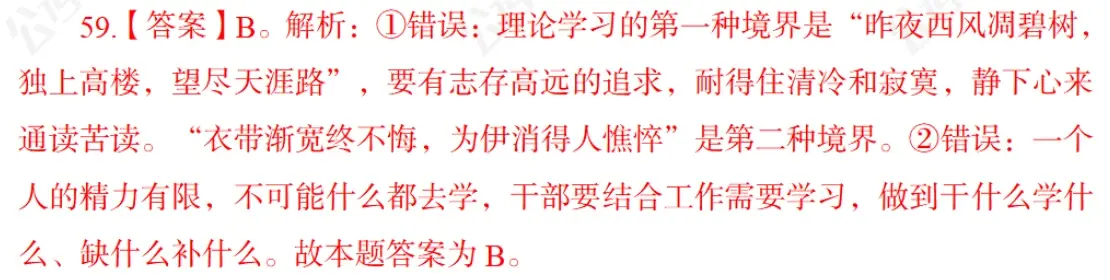 59.【答案】B。解析：①错误：理论学习的第一种境界是“昨夜西风凋碧树，
独上高楼，望尽天涯路”，要有志存高远的追求，耐得住清冷和寂寞，静下心来
通读苦读。“衣带渐宽终不悔，为伊消得人憔悴”是第二种境界。②错误：一个
人的精力有限，不可能什么都去学，干部要结合工作需要学习，做到干什么学什
么、缺什么补什么。故本题答案为 B。